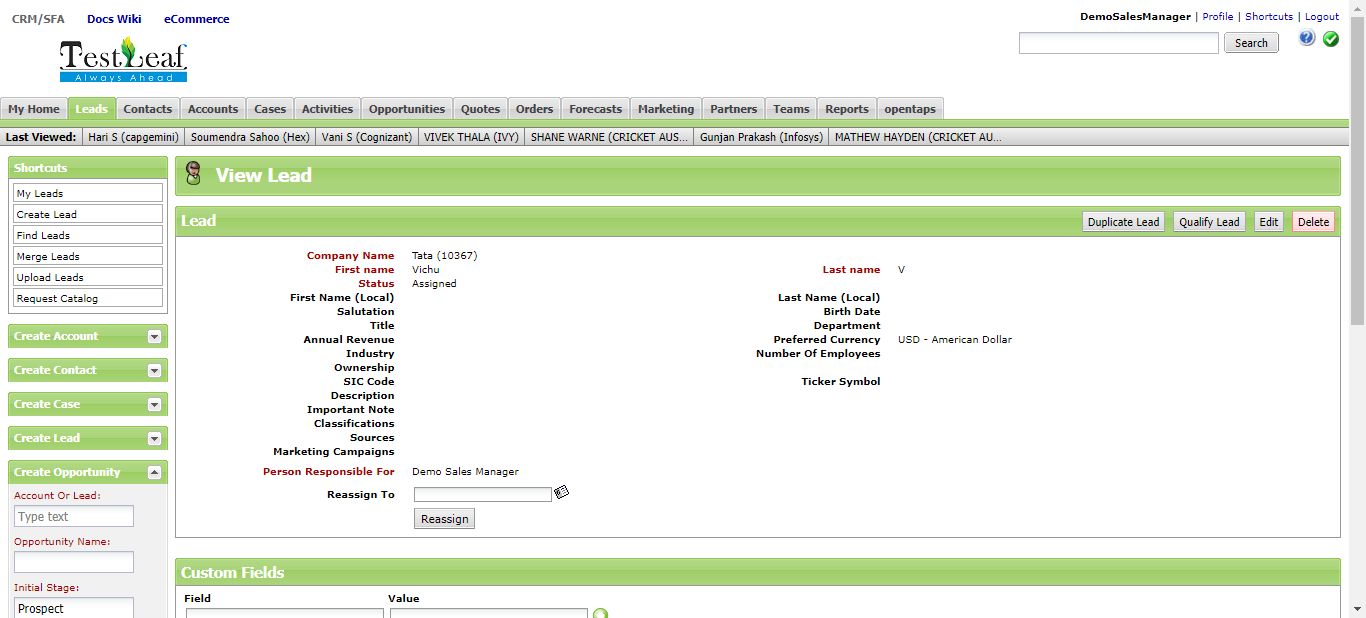 CRM/SFA Docs Wiki eCommerce
DemoSalesManager | Profile | Shortcuts | Logout
Search
TestLeaf
Always Ahead
My Home Leads Contacts Accounts Cases Activities Opportunities Quotes Orders Forecasts Marketing Partners Teams Reports opentaps
Last Viewed: Hari S (capgemini) Soumendra Sahoo (Hex) Vani S (Cognizant) VIVEK THALA (IVY) SHANE WARNE (CRICKET AUS... Gunjan Prakash (Infosys) MATHEW HAYDEN (CRICKET AU...
Shortcuts
My Leads
Create Lead
Find Leads
Merge Leads
Upload Leads
Request Catalog
Create Account
Create Contact
Create Case
Create Lead
Create Opportunity
Account Or Lead:
Type text
Opportunity Name:
Initial Stage:
Prospect
View Lead
Lead
Duplicate Lead Qualify Lead Edit Delete
Company Name Tata (10367)
First name Vichu Last name V
Status Assigned
First Name (Local) Last Name (Local)
Salutation Birth Date
Title Department
Annual Revenue Preferred Currency USD - American Dollar
Industry Number Of Employees
Ownership
SIC Code Ticker Symbol
Description
Important Note
Classifications
Sources
Marketing Campaigns
Person Responsible For Demo Sales Manager
Reassign To
Reassign
Custom Fields
Field Value